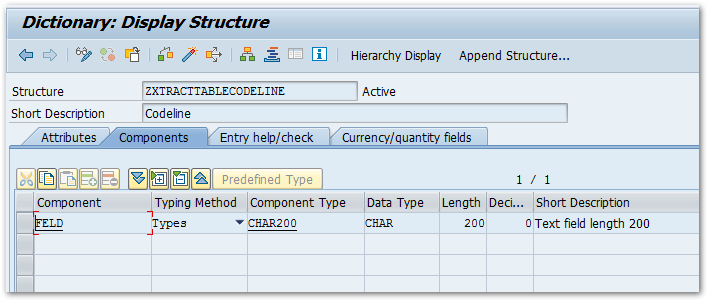 Dictionary: Display Structure
Hierarchy Display Append Structure...
Structure ZXTRACTTABLECODELINE Active
Short Description Codeline
Attributes Components Entry help/check Currency/quantity fields
Predefined Type 1 / 1
Component Typing Method Component Type Data Type Length Deci... Short Description
FELD Types CHAR200 CHAR 200 0 Text field length 200